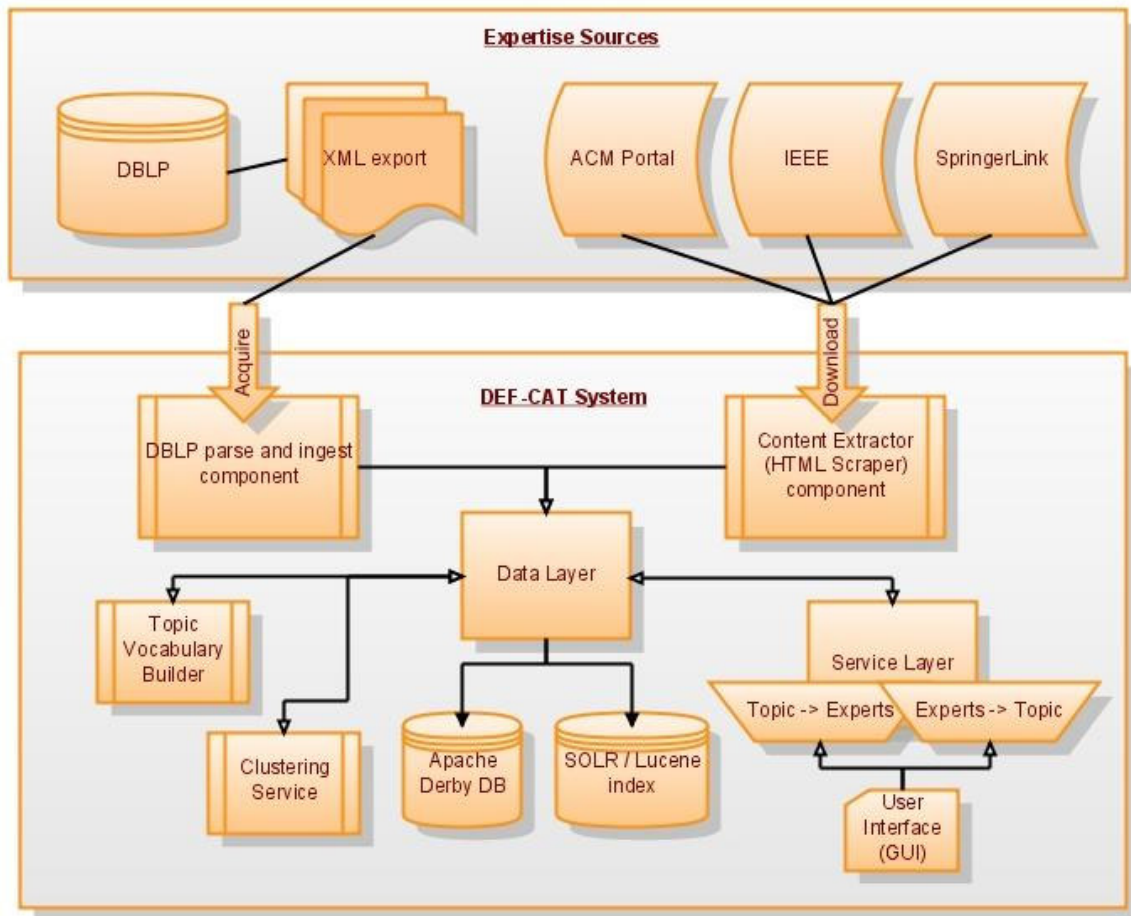 Expertise Sources
DBLP
XML export
ACM Portal
IEEE
SpringerLink
Acquire
Download
DEF-CAT System
DBLP parse and ingest
component
Content Extractor
(HTML Scraper)
component
Data Layer
Topic
Vocabulary
Builder
Service Layer
Topic -> Experts
Experts -> Topic
Clustering
Service
Apache
Derby DB
SOLR / Lucene
index
User
Interface
(GUI)